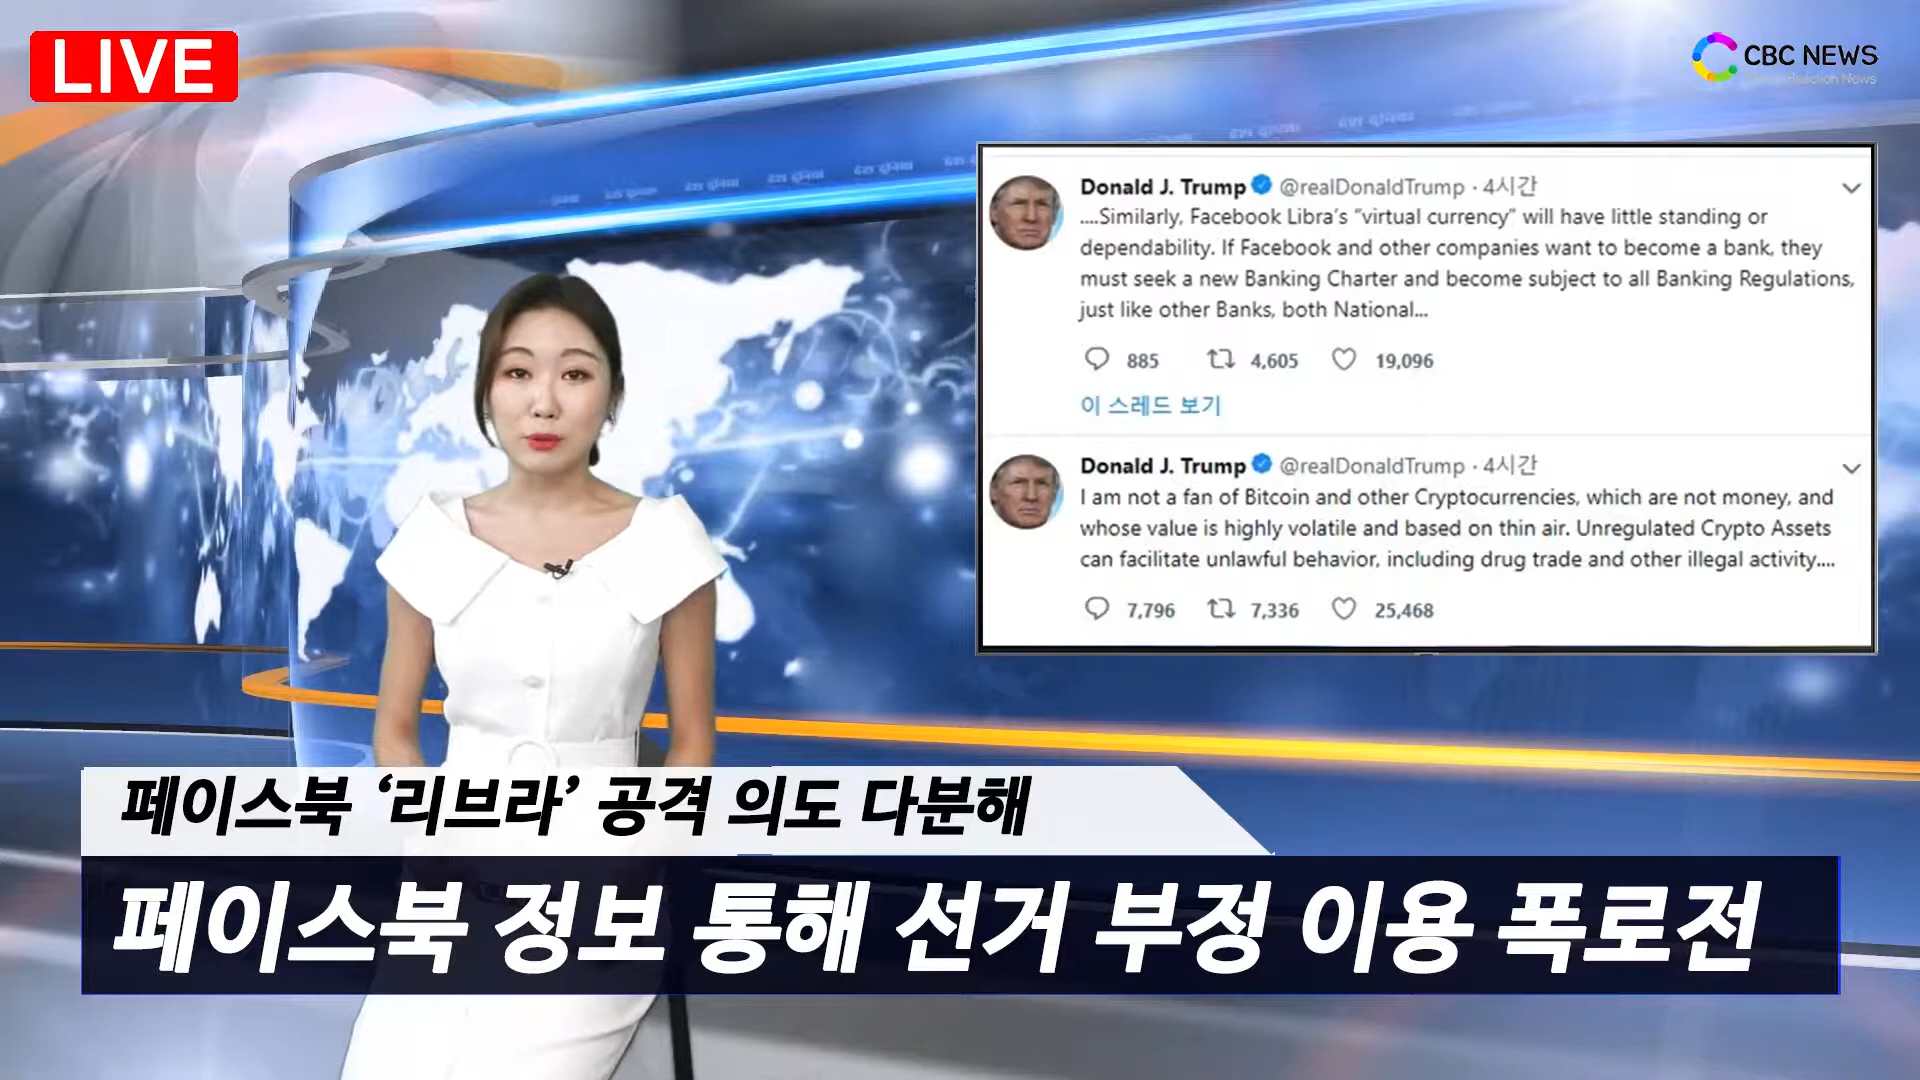 LIVE
CBC NEWS
Donald J. Trump @realDonaldTrump · 4시간
....Similarly, Facebook Libra's "virtual currency" will have little standing or
dependability. If Facebook and other companies want to become a bank, they
must seek a new Banking Charter and become subject to all Banking Regulations,
just like other Banks, both National...
885 4,605 19,096
이 스레드 보기
Donald J. Trump @realDonaldTrump · 4시간
I am not a fan of Bitcoin and other Cryptocurrencies, which are not money, and
whose value is highly volatile and based on thin air. Unregulated Crypto Assets
can facilitate unlawful behavior, including drug trade and other illegal activity....
7,796 7,336 25,468
페이스북 ‘리브라’ 공격 의도 다분해
페이스북 정보 통해 선거 부정 이용 폭로전